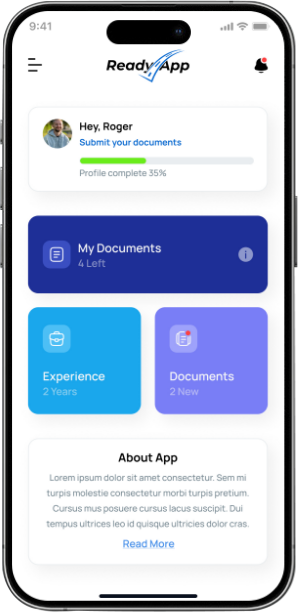 9:41
Ready App
Hey, Roger
Submit your documents
Profile complete 35%
My Documents
4 Left
i
Experience
2 Years
Documents
2 New
About App
Lorem ipsum dolor sit amet consectetur. Sem mi
turpis molestie consectetur morbi turpis pretium.
Cursus mus posuere cursus lacus suscipit. Dui
tempus ultrices leo id quisque ultricies dolor cras.
Read More